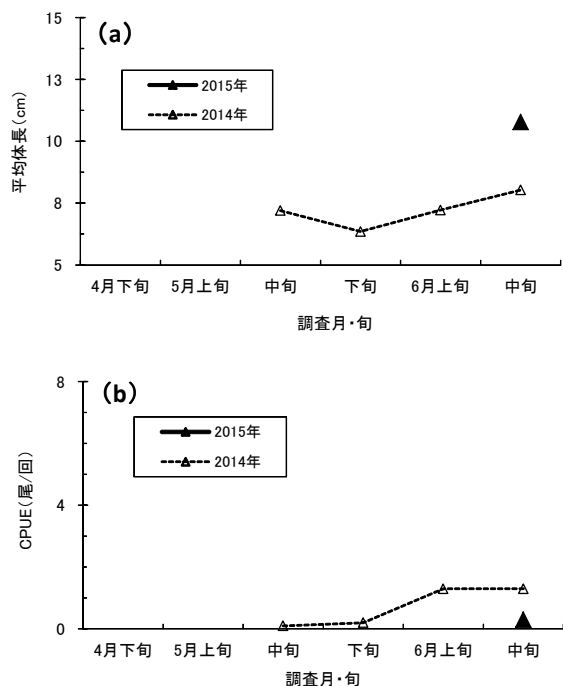 (a)
15
13
10
8
5
平均体長(cm)
2015年
2014年
4月下旬 5月上旬 中旬 下旬 6月上旬 中旬
調査月・旬
(b)
8
4
0
CPUE(尾/回)
2015年
2014年
4月下旬 5月上旬 中旬 下旬 6月上旬 中旬
調査月・旬